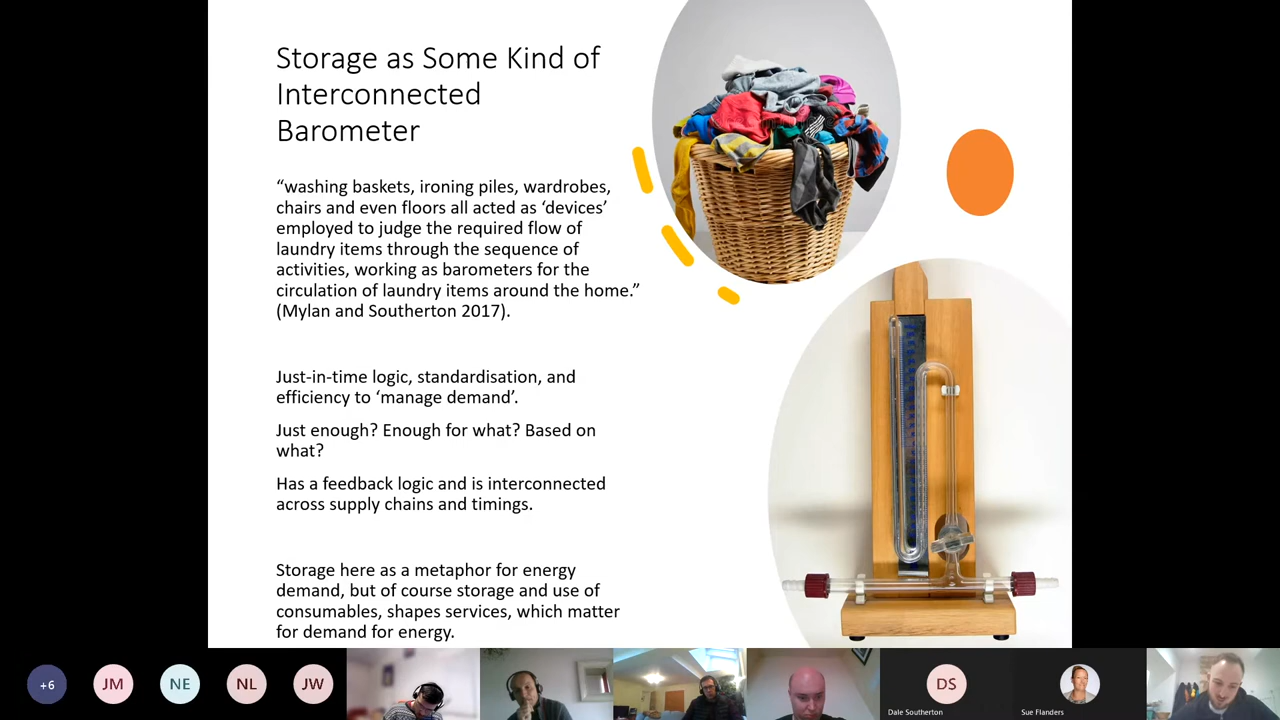 Storage as Some Kind of
Interconnected
Barometer
“washing baskets, ironing piles, wardrobes,
chairs and even floors all acted as ‘devices’
employed to judge the required flow of
laundry items through the sequence of
activities, working as barometers for the
circulation of laundry items around the home.”
(Mylan and Southerton 2017).
Just-in-time logic, standardisation, and
efficiency to ‘manage demand’.
Just enough? Enough for what? Based on
what?
Has a feedback logic and is interconnected
across supply chains and timings.
Storage here as a metaphor for energy
demand, but of course storage and use of
consumables, shapes services, which matter
for demand for energy.
+6
JM
NE
NL
JW
DS
Dale Southerton
Sue Flanders